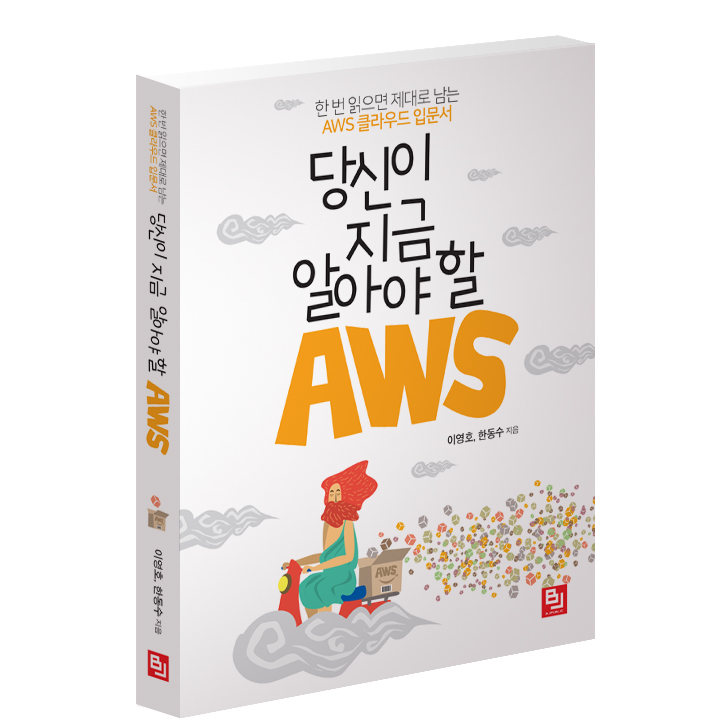 한 번 읽으면 제대로 남는
AWS 클라우드 입문서
당신이
지금
알아야 할
AWS
이영호, 한동수 지음
AWS
BJ
한 번 읽으면 제대로 남는
AWS 클라우드 입문서
당신이 지금 알아야 할
AWS
이영호, 한동수 지음
BJ